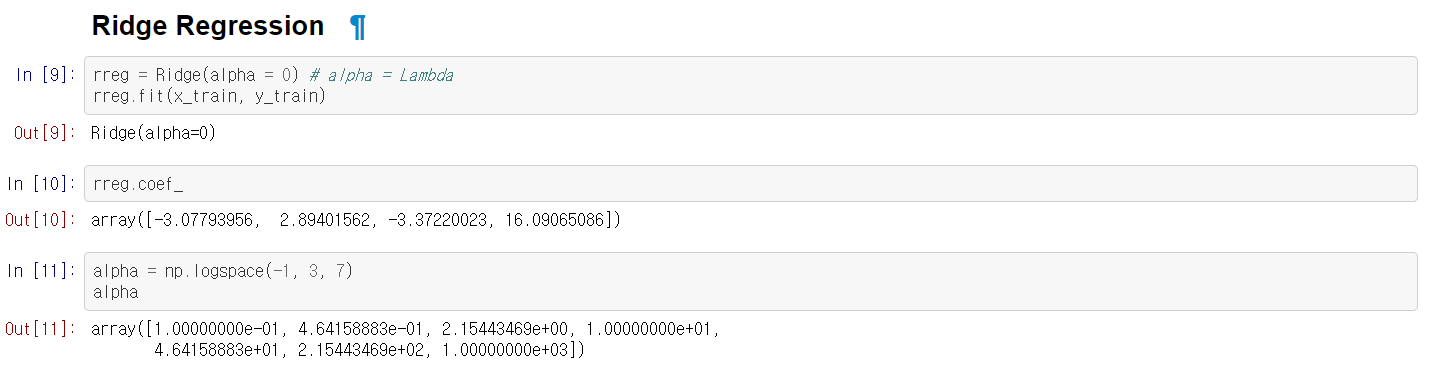 Ridge Regression ¶
In [9]: rreg = Ridge(alpha = 0) # alpha = Lambda
rreg.fit(x_train, y_train)
Out[9]: Ridge(alpha=0)
In [10]: rreg.coef_
Out[10]: array([-3.07793956,  2.89401562, -3.37220023, 16.09065086])
In [11]: alpha = np.logspace(-1, 3, 7)
alpha
Out[11]: array([1.00000000e-01, 4.64158883e-01, 2.15443469e+00, 1.00000000e+01,
4.64158883e+01, 2.15443469e+02, 1.00000000e+03])